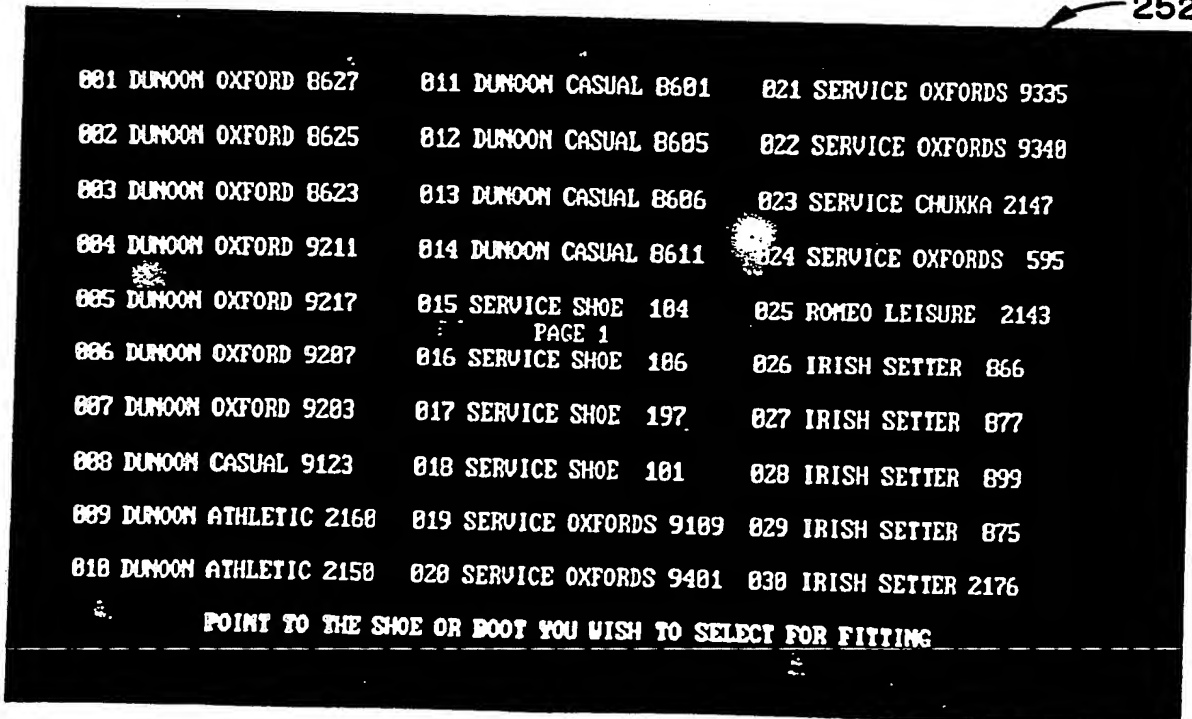 252
001 DUNOON OXFORD 8627 011 DUNOON CASUAL 8601 021 SERVICE OXFORDS 9335
002 DUNOON OXFORD 8625 012 DUNOON CASUAL 8605 022 SERVICE OXFORDS 9340
003 DUNOON OXFORD 8623 013 DUNOON CASUAL 8606 023 SERVICE CHUKKA 2147
004 DUNOON OXFORD 9211 014 DUNOON CASUAL 8611 024 SERVICE OXFORDS 595
005 DUNOON OXFORD 9217 015 SERVICE SHOE 104 025 ROMEO LEISURE 2143
PAGE 1
006 DUNOON OXFORD 9207 016 SERVICE SHOE 106 026 IRISH SETTER 866
007 DUNOON OXFORD 9203 017 SERVICE SHOE 197 027 IRISH SETTER 877
008 DUNOON CASUAL 9123 018 SERVICE SHOE 101 028 IRISH SETTER 899
009 DUNOON ATHLETIC 2160 019 SERVICE OXFORDS 9109 029 IRISH SETTER 875
010 DUNOON ATHLETIC 2150 020 SERVICE OXFORDS 9401 030 IRISH SETTER 2176
POINT TO THE SHOE OR BOOT YOU WISH TO SELECT FOR FITTING